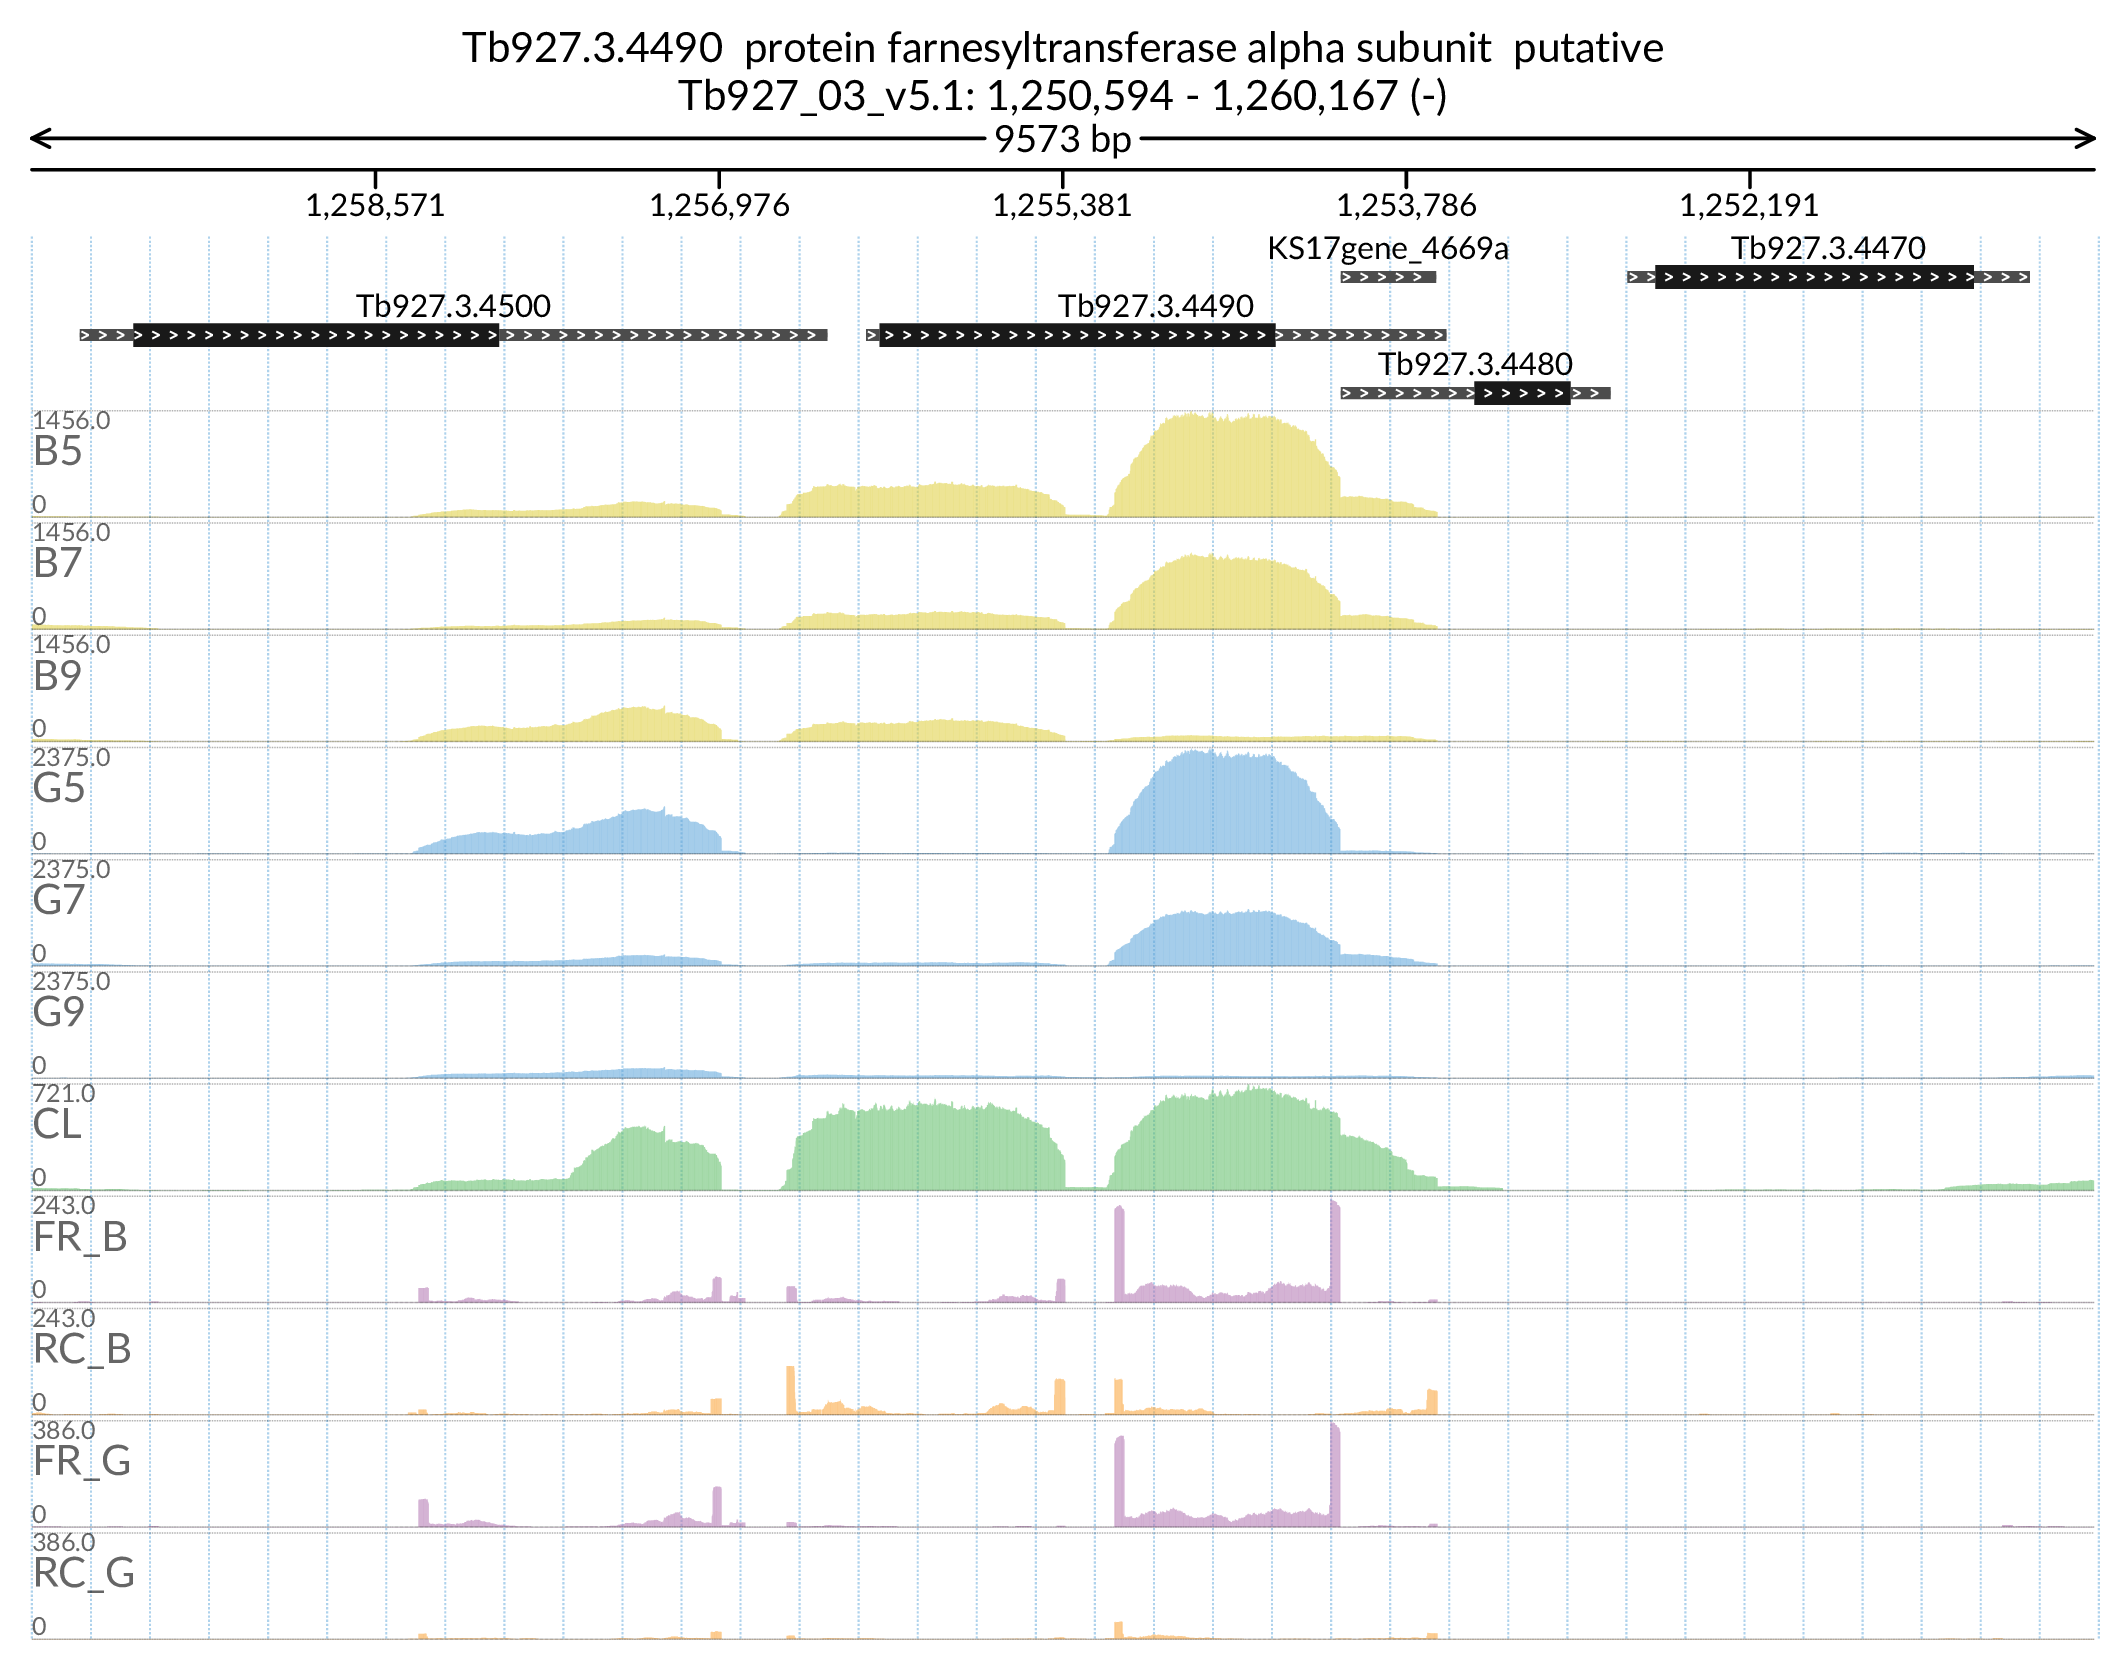 Tb927.3.4490  protein farnesyltransferase alpha subunit  putative
Tb927_03_v5.1: 1,250,594 - 1,260,167 (-)
9573 bp
1,258,571 1,256,976 1,255,381 1,253,786 1,252,191
KS17gene_4669a Tb927.3.4470
Tb927.3.4500 Tb927.3.4490
Tb927.3.4480
1456.0
B5
0
1456.0
B7
0
1456.0
B9
0
2375.0
G5
0
2375.0
G7
0
2375.0
G9
0
721.0
CL
0
243.0
FR_B
0
243.0
RC_B
0
386.0
FR_G
0
386.0
RC_G
0